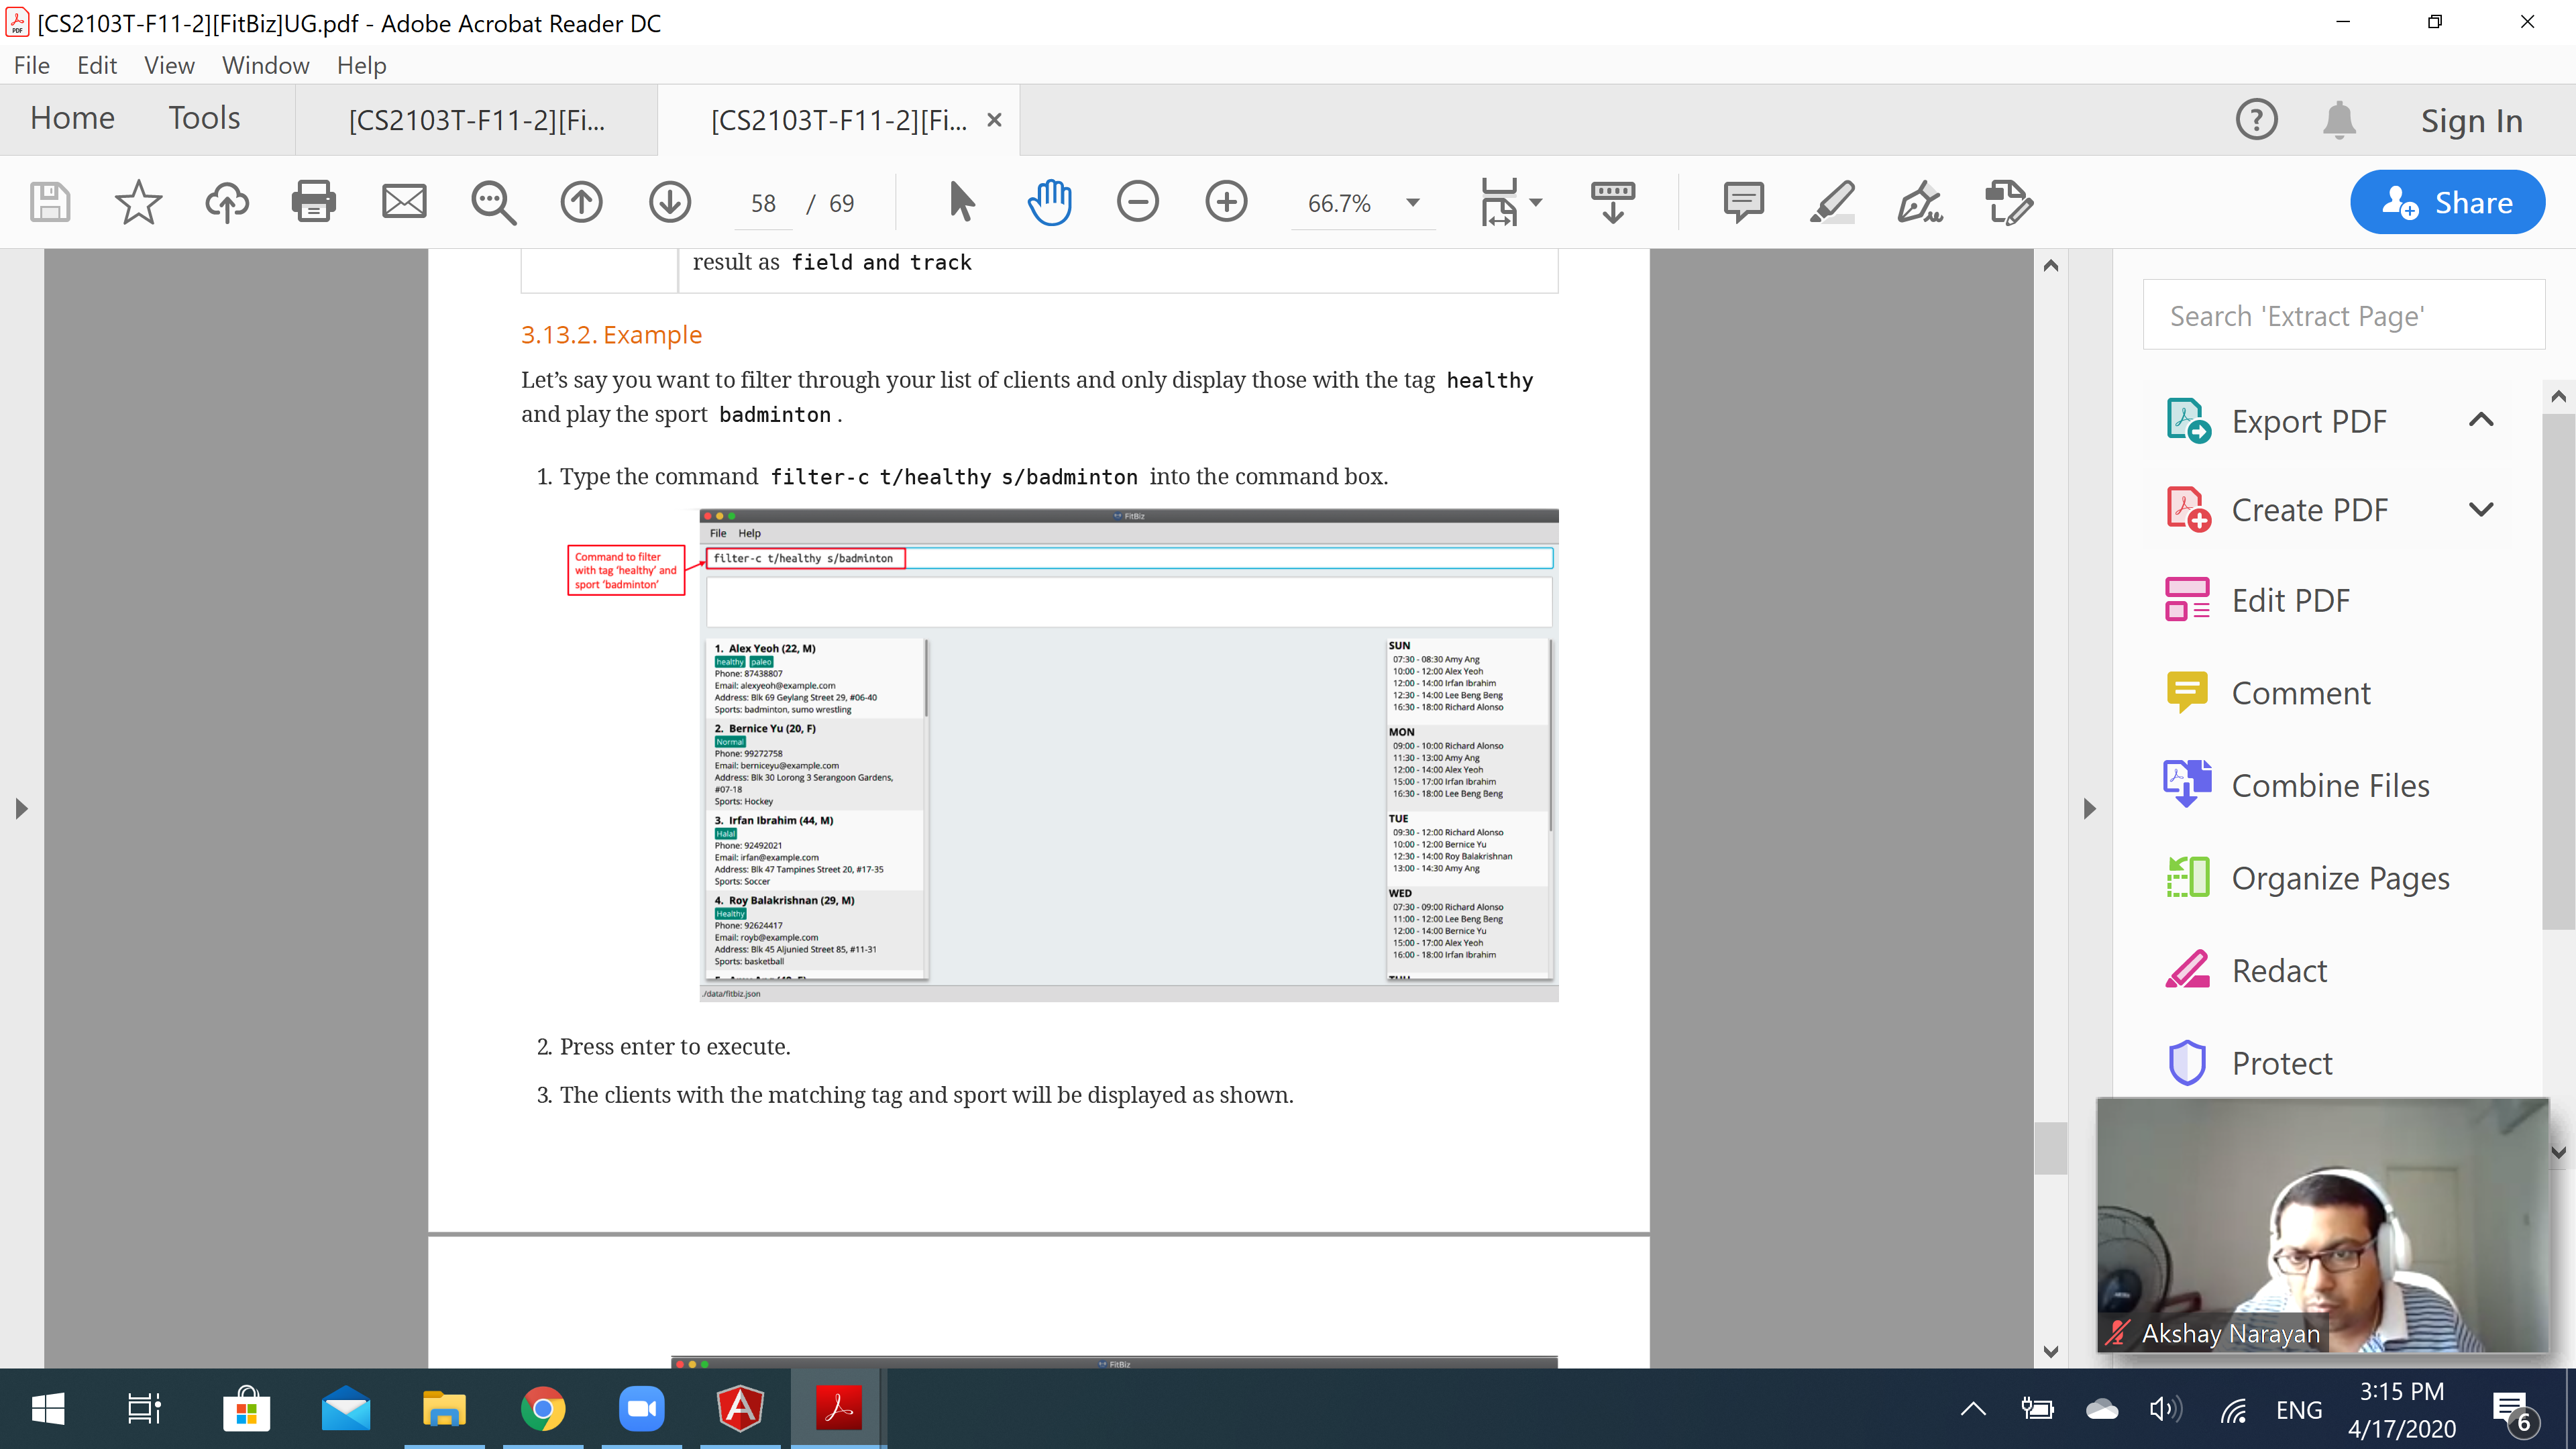 [CS2103T-F11-2][FitBiz]UG.pdf - Adobe Acrobat Reader DC
File Edit View Window Help
Home Tools [CS2103T-F11-2][Fi... [CS2103T-F11-2][Fi... Sign In
58 / 69 66.7% Share
result as field and track
3.13.2. Example
Let's say you want to filter through your list of clients and only display those with the tag healthy
and play the sport badminton .
1. Type the command filter-c t/healthy s/badminton into the command box.
FitBiz
File Help
Command to filter
with tag 'healthy' and
sport 'badminton'
filter-c t/healthy s/badminton
1. Alex Yeoh (22, M)
healthy paleo
Phone: 87438807
Email: alexyeoh@example.com
Address: Blk 69 Geylang Street 29, #06-40
Sports: badminton, sumo wrestling
2. Bernice Yu (20, F)
Normal
Phone: 99272758
Email: berniceyu@example.com
Address: Blk 30 Lorong 3 Serangoon Gardens,
#07-18
Sports: Hockey
3. Irfan Ibrahim (44, M)
Halal
Phone: 92492021
Email: irfan@example.com
Address: Blk 47 Tampines Street 20, #17-35
Sports: Soccer
4. Roy Balakrishnan (29, M)
Healthy
Phone: 92624417
Email: royb@example.com
Address: Blk 45 Aljunied Street 85, #11-31
Sports: basketball
SUN
07:30 - 08:30 Amy Ang
10:00 - 12:00 Alex Yeoh
12:00 - 14:00 Irfan Ibrahim
12:30 - 14:00 Lee Beng Beng
16:30 - 18:00 Richard Alonso
MON
09:00 - 10:00 Richard Alonso
11:30 - 13:00 Amy Ang
12:00 - 14:00 Alex Yeoh
15:00 - 17:00 Irfan Ibrahim
16:30 - 18:00 Lee Beng Beng
TUE
09:30 - 12:00 Richard Alonso
10:00 - 12:00 Bernice Yu
12:30 - 14:00 Roy Balakrishnan
13:00 - 14:30 Amy Ang
WED
07:30 - 09:00 Richard Alonso
11:00 - 12:00 Lee Beng Beng
12:00 - 14:00 Bernice Yu
15:00 - 17:00 Alex Yeoh
16:00 - 18:00 Irfan Ibrahim
THU
./data/fitbiz.json
2. Press enter to execute.
3. The clients with the matching tag and sport will be displayed as shown.
FitBiz
Search 'Extract Page'
Export PDF
Create PDF
Edit PDF
Comment
Combine Files
Organize Pages
Redact
Protect
Akshay Narayan
ENG
3:15 PM
4/17/2020
6